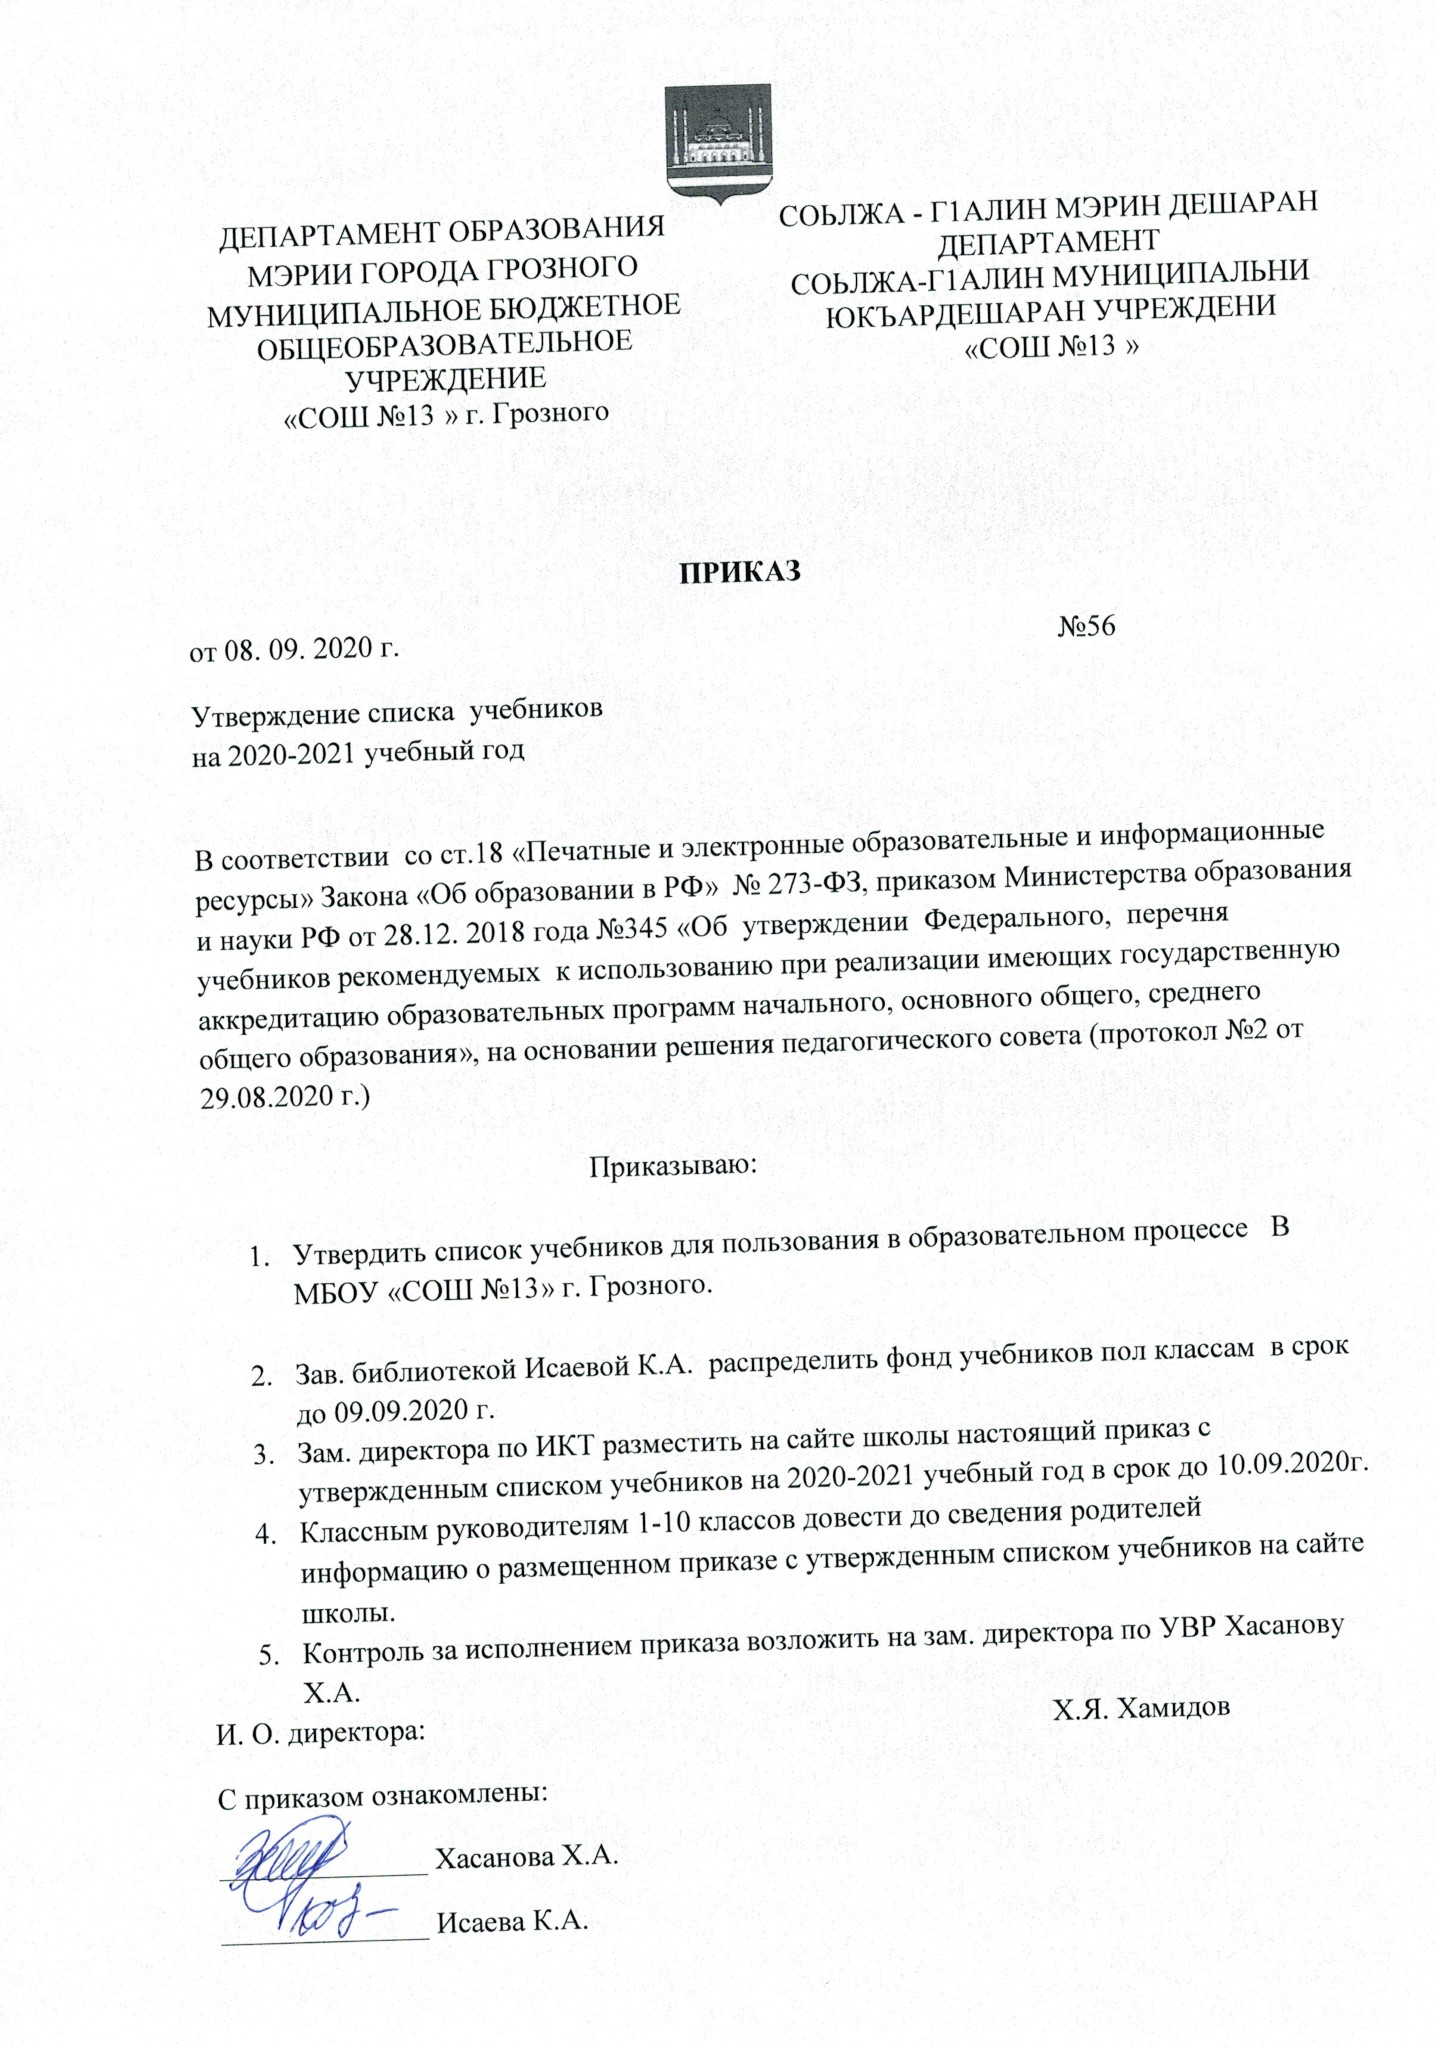 ДЕПАРТАМЕНТ ОБРАЗОВАНИЯ
МЭРИИ ГОРОДА ГРОЗНОГО
МУНИЦИПАЛЬНОЕ БЮДЖЕТНОЕ
ОБЩЕОБРАЗОВАТЕЛЬНОЕ
УЧРЕЖДЕНИЕ
«СОШ №13 » г. Грозного
СОЬЛЖА - Г1АЛИН МЭРИН ДЕШАРАН
ДЕПАРТАМЕНТ
СОЬЛЖА-Г1АЛИН МУНИЦИПАЛЬНИ
ЮКЪАРДЕШАРАН УЧРЕЖДЕНИ
«СОШ №13 »
ПРИКАЗ
№56
от 08. 09. 2020 г.
Утверждение списка учебников
на 2020-2021 учебный год
В соответствии со ст.18 «Печатные и электронные образовательные и информационные
ресурсы» Закона «Об образовании в РФ» № 273-ФЗ, приказом Министерства образования
и науки РФ от 28.12. 2018 года №345 «Об утверждении Федерального, перечня
учебников рекомендуемых к использованию при реализации имеющих государственную
аккредитацию образовательных программ начального, основного общего, среднего
общего образования», на основании решения педагогического совета (протокол №2 от
29.08.2020 г.)
Приказываю:
1. Утвердить список учебников для пользования в образовательном процессе В
МБОУ «СОШ №13» г. Грозного.
2. Зав. библиотекой Исаевой К.А. распределить фонд учебников пол классам в срок
до 09.09.2020 г.
3. Зам. директора по ИКТ разместить на сайте школы настоящий приказ с
утвержденным списком учебников на 2020-2021 учебный год в срок до 10.09.2020г.
4. Классным руководителям 1-10 классов довести до сведения родителей
информацию о размещенном приказе с утвержденным списком учебников на сайте
школы.
5. Контроль за исполнением приказа возложить на зам. директора по УВР Хасанову
Х.А.
И. О. директора: Х.Я. Хамидов
С приказом ознакомлены:
Хасанова Х.А.
Исаева К.А.